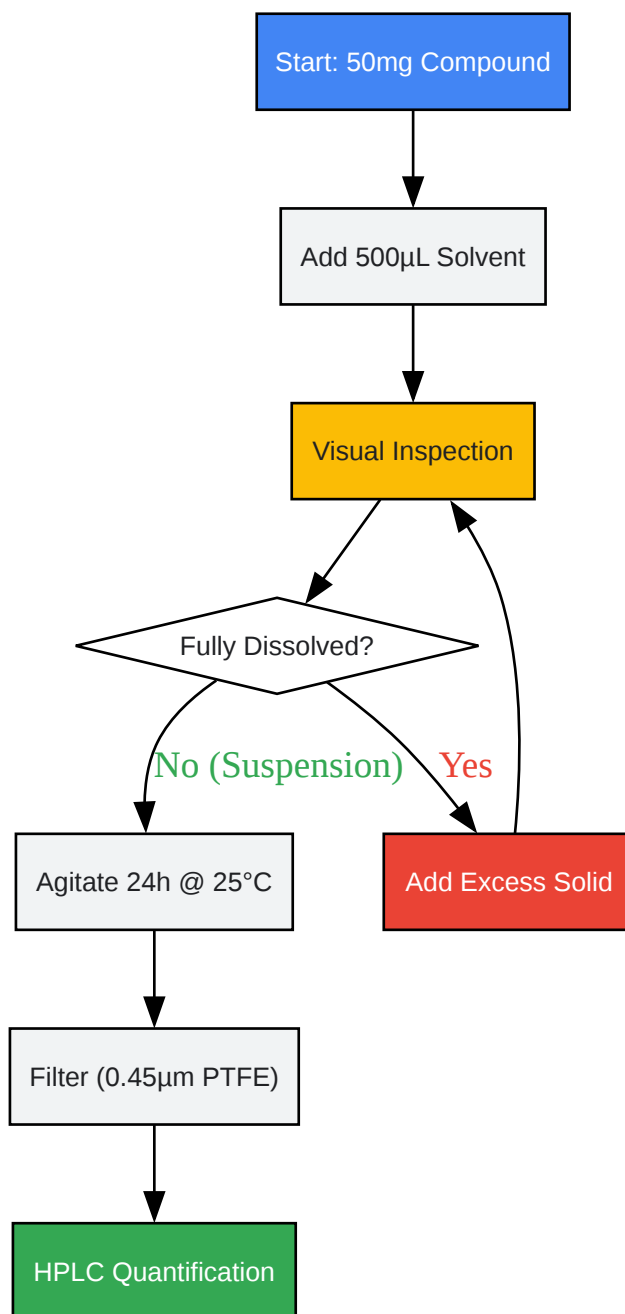 Start: 50mg Compound
Add 500µL Solvent
Visual Inspection
Fully Dissolved?
No (Suspension)
Yes
Agitate 24h @ 25°C
Add Excess Solid
Filter (0.45µm PTFE)
HPLC Quantification